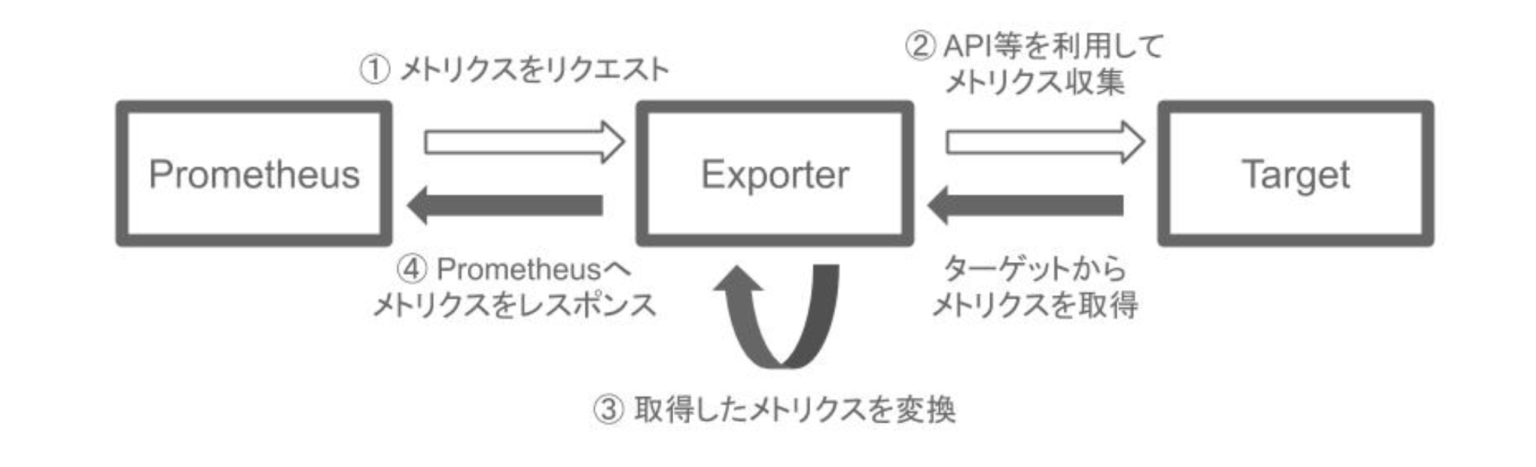 ① メトリクスをリクエスト
② API等を利用して
メトリクス収集
Prometheus
Exporter
Target
④ Prometheusへ
メトリクスをレスポンス
ターゲットから
メトリクスを取得
③ 取得したメトリクスを変換